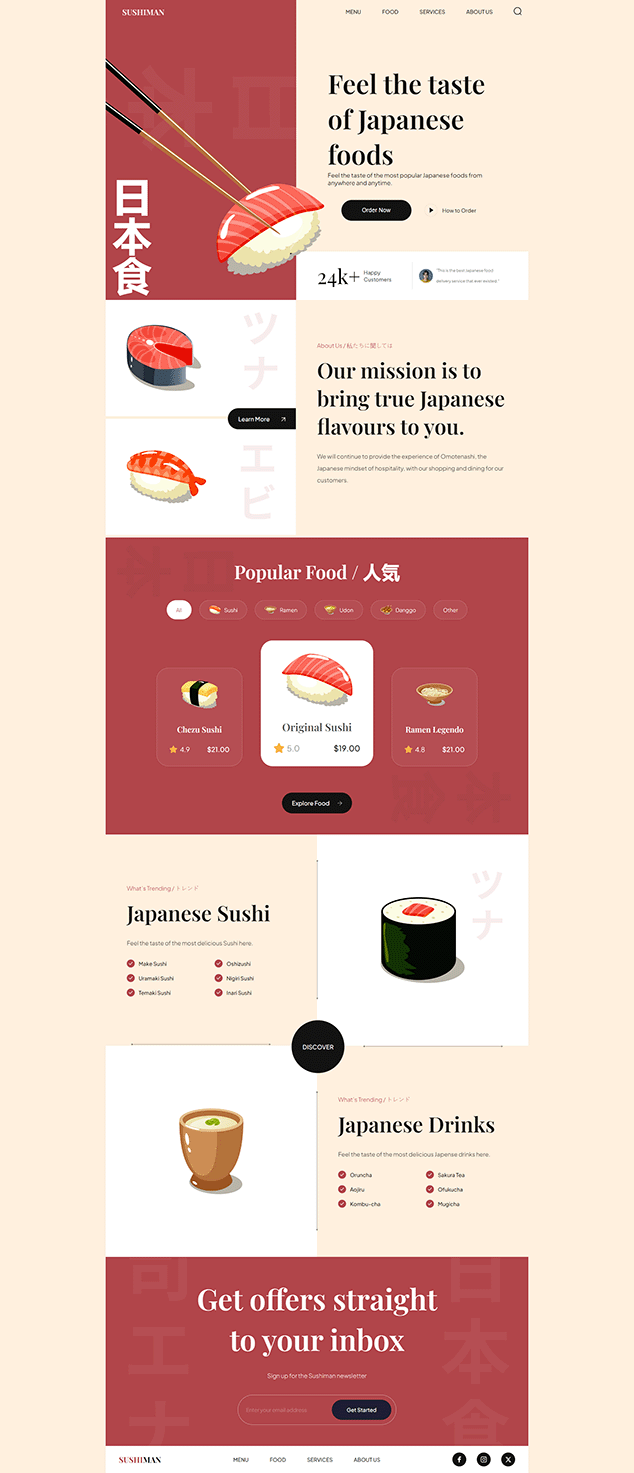 SUSHIMAN
MENU FOOD SERVICES ABOUT US
日本
Feel the taste
of Japanese
foods
Feel the taste of the most popular Japanese foods from
anywhere and anytime.
日本食
Order Now
How to Order
24k+
Happy
Customers
"This is the best Japanese food
delivery service that ever existed."
ツナ
Learn More
エビ
About Us / 私たちに関しては
Our mission is to
bring true Japanese
flavours to you.
We will continue to provide the experience of Omotenashi, the
Japanese mindset of hospitality, with our shopping and dining for our
customers.
日本
Popular Food / 人気
All Sushi Ramen Udon Danggo Other
Chezu Sushi
4.9 $21.00
Original Sushi
5.0 $19.00
Ramen Legendo
4.8 $21.00
本食
Explore Food
What's Trending / トレンド
Japanese Sushi
Feel the taste of the most delicious Sushi here.
Make Sushi Oshizushi
Uramaki Sushi Nigiri Sushi
Temaki Sushi Inari Sushi
ツナ
DISCOVER
What's Trending / トレンド
Japanese Drinks
Feel the taste of the most delicious Japense drinks here.
Oruncha Sakura Tea
Aojiru Ofukucha
Kombu-cha Mugicha
エナ
日本食
Get offers straight
to your inbox
Sign up for the Sushiman newsletter
Enter your email address
Get Started
SUSHIMAN
MENU FOOD SERVICES ABOUT US